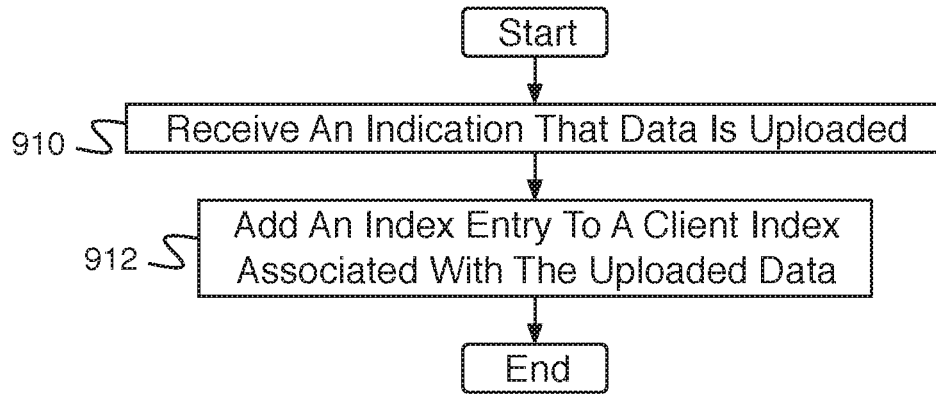 Start
910
Receive An Indication That Data Is Uploaded
912
Add An Index Entry To A Client Index
Associated With The Uploaded Data
End